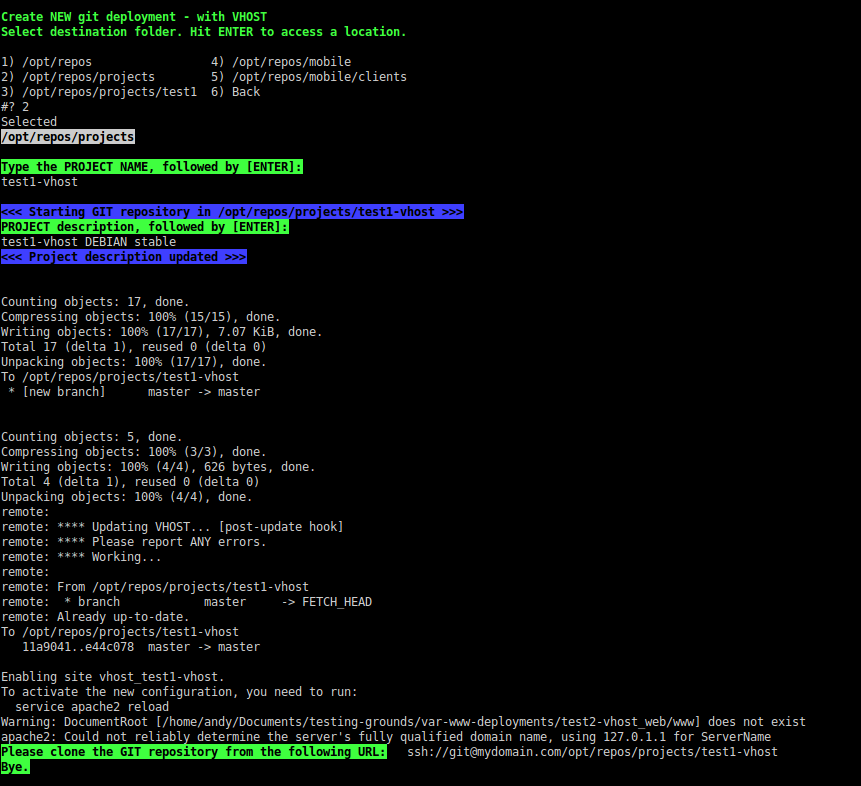 Create NEW git deployment - with VHOST
Select destination folder. Hit ENTER to access a location.
1) /opt/repos                 4) /opt/repos/mobile
2) /opt/repos/projects        5) /opt/repos/mobile/clients
3) /opt/repos/projects/test1  6) Back
#? 2
Selected
/opt/repos/projects
Type the PROJECT NAME, followed by [ENTER]:
test1-vhost
<<< Starting GIT repository in /opt/repos/projects/test1-vhost >>>
PROJECT description, followed by [ENTER]:
test1-vhost DEBIAN stable
<<< Project description updated >>>
Counting objects: 17, done.
Compressing objects: 100% (15/15), done.
Writing objects: 100% (17/17), 7.07 KiB, done.
Total 17 (delta 1), reused 0 (delta 0)
Unpacking objects: 100% (17/17), done.
To /opt/repos/projects/test1-vhost
 * [new branch]      master -> master
Counting objects: 5, done.
Compressing objects: 100% (3/3), done.
Writing objects: 100% (4/4), 626 bytes, done.
Total 4 (delta 1), reused 0 (delta 0)
Unpacking objects: 100% (4/4), done.
remote:
remote: **** Updating VHOST... [post-update hook]
remote: **** Please report ANY errors.
remote: **** Working...
remote:
remote: From /opt/repos/projects/test1-vhost
remote:  * branch            master     -> FETCH_HEAD
remote: Already up-to-date.
To /opt/repos/projects/test1-vhost
   11a9041..e44c078  master -> master
Enabling site vhost_test1-vhost.
To activate the new configuration, you need to run:
  service apache2 reload
Warning: DocumentRoot [/home/andy/Documents/testing-grounds/var-www-deployments/test2-vhost_web/www] does not exist
apache2: Could not reliably determine the server's fully qualified domain name, using 127.0.1.1 for ServerName
Please clone the GIT repository from the following URL:   ssh://git@mydomain.com/opt/repos/projects/test1-vhost
Bye.